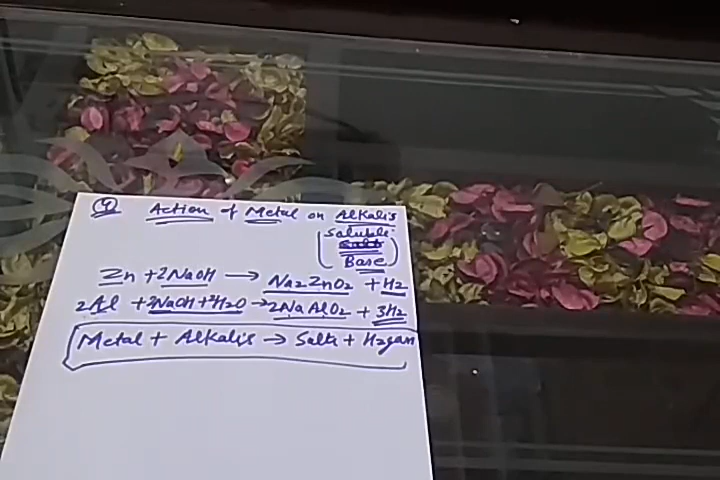 ④ Action of Metal on Alkalis
(Soluble
Base)
Zn + 2NaOH → Na2ZnO2 + H2
2Al + 2NaOH + 2H2O → 2NaAlO2 + 3H2
Metal + Alkalis → Salts + H2gas